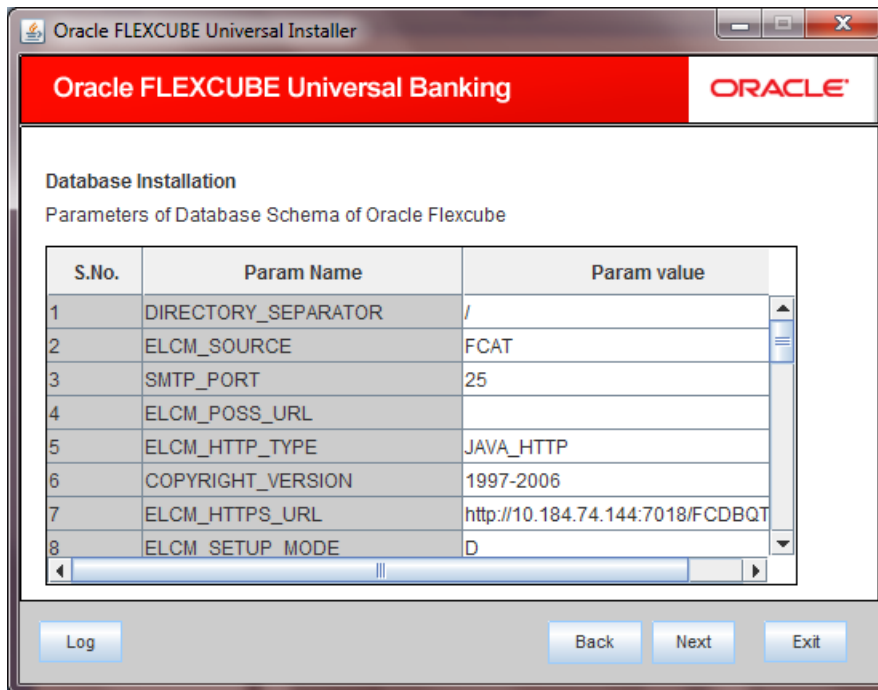 Oracle FLEXCUBE Universal Installer
Oracle FLEXCUBE Universal Banking
ORACLE
Database Installation
Parameters of Database Schema of Oracle Flexcube
S.No. Param Name Param value
1 DIRECTORY_SEPARATOR /
2 ELCM_SOURCE FCAT
3 SMTP_PORT 25
4 ELCM_POSS_URL
5 ELCM_HTTP_TYPE JAVA_HTTP
6 COPYRIGHT_VERSION 1997-2006
7 ELCM_HTTPS_URL http://10.184.74.144:7018/FCDBQT
8 ELCM_SETUP_MODE D
Log Back Next Exit